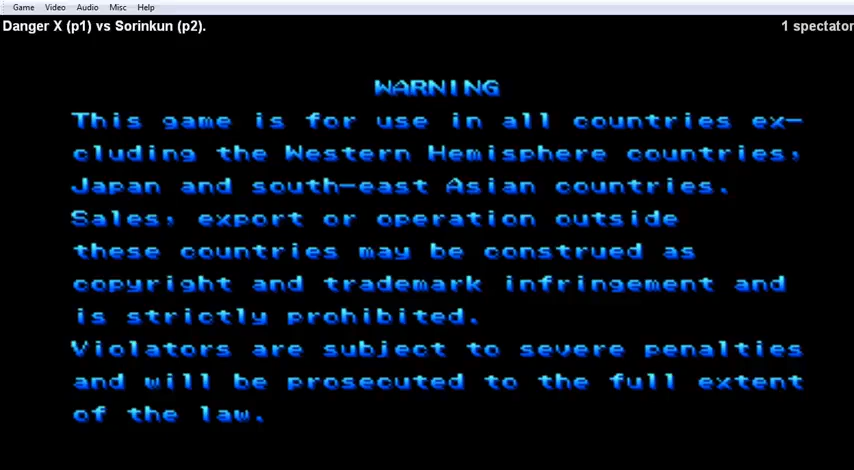 Game Video Audio Misc Help
Danger X (p1) vs Sorinkun (p2). 1 spectator
WARNING
This game is for use in all countries ex-
cluding the Western Hemisphere countries,
Japan and south-east Asian countries.
Sales, export or operation outside
these countries may be construed as
copyright and trademark infringement and
is strictly prohibited.
Violators are subject to severe penalties
and will be prosecuted to the full extent
of the law.